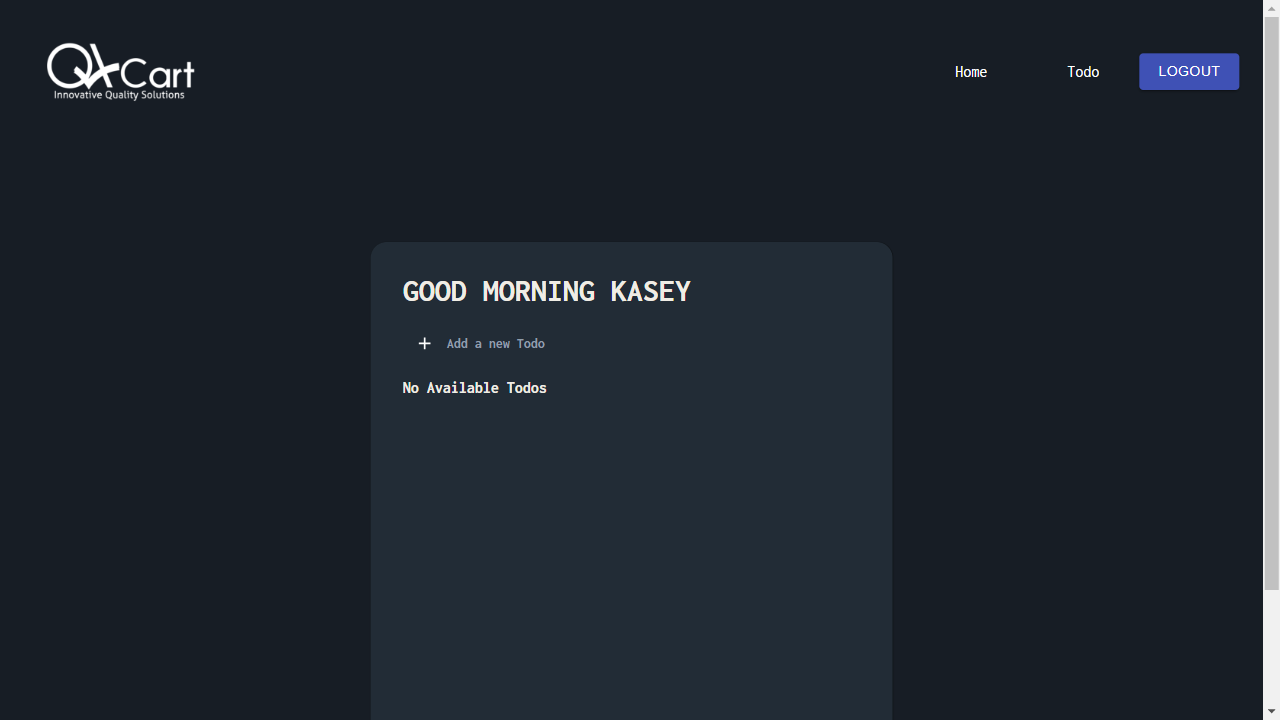 QACart
Innovative Quality Solutions
Home
Todo
LOGOUT
GOOD MORNING KASEY
Add a new Todo
No Available Todos